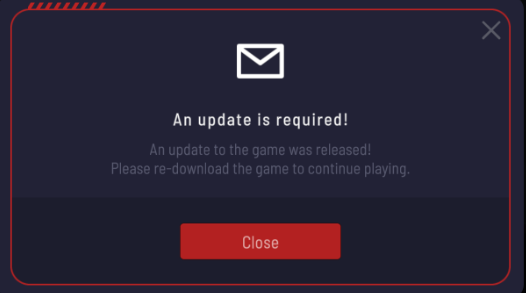 An update is required!
An update to the game was released!
Please re-download the game to continue playing.
Close